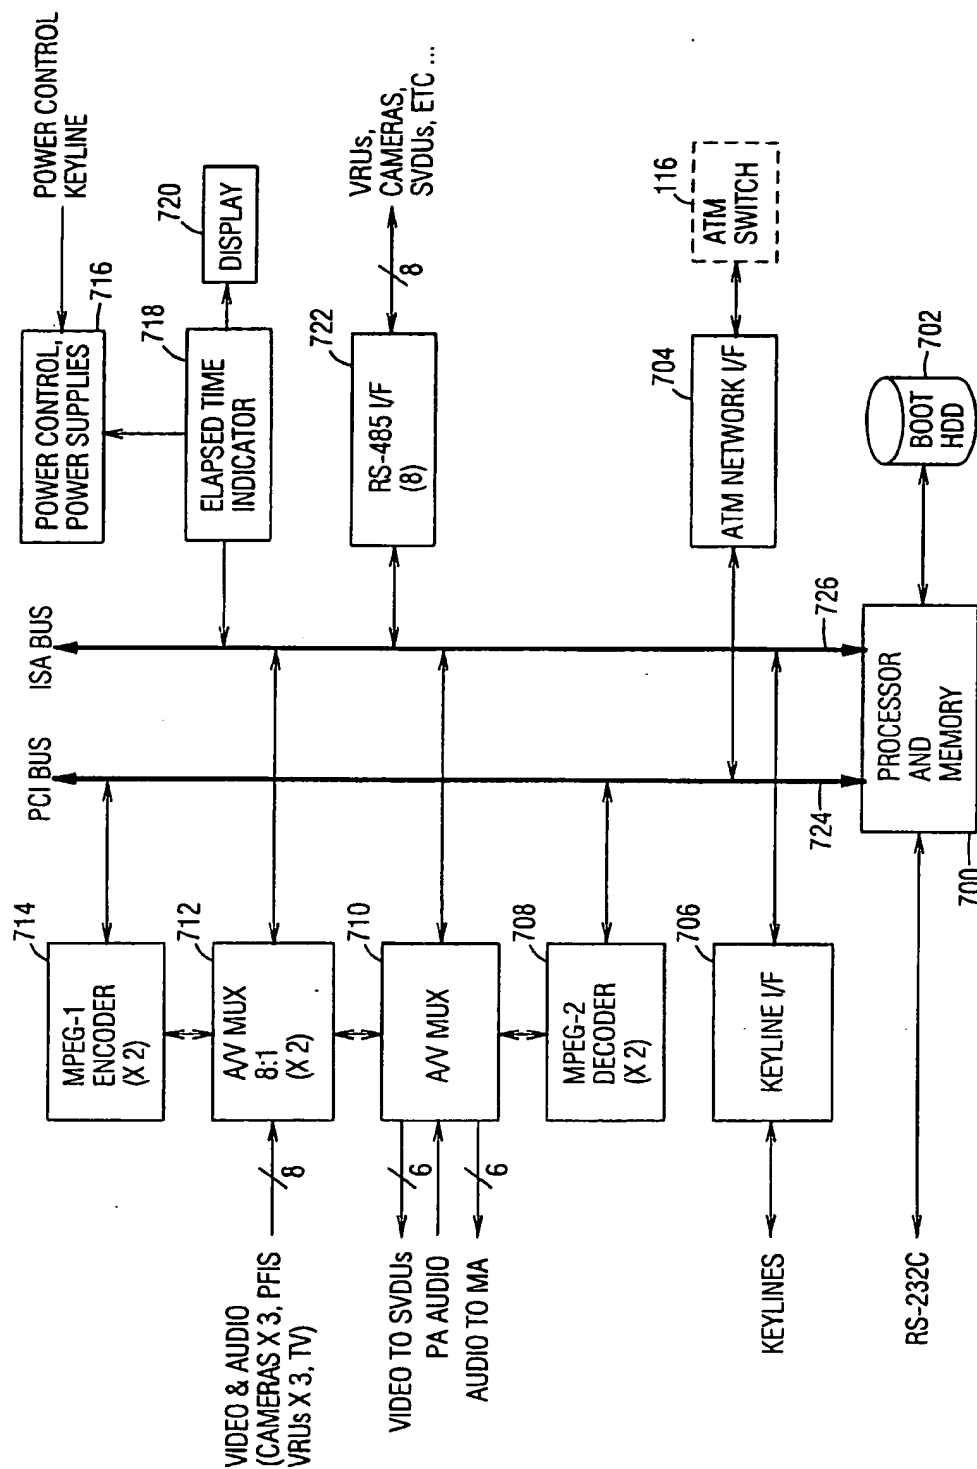 POWER CONTROL
KEYLINE
716
POWER CONTROL,
POWER SUPPLIES
718
ELAPSED TIME
INDICATOR
720
DISPLAY
722
RS-485 I/F
(8)
8
VRUs,
CAMERAS,
SVDUs, ETC ...
704
ATM NETWORK I/F
116
ATM
SWITCH
702
BOOT
HDD
ISA BUS
726
PCI BUS
724
PROCESSOR
AND
MEMORY
700
714
MPEG-1
ENCODER
(X 2)
712
A/V MUX
8:1
(X 2)
710
A/V MUX
708
MPEG-2
DECODER
(X 2)
706
KEYLINE I/F
8
6
6
VIDEO & AUDIO
(CAMERAS X 3, PFIS
VRUs X 3, TV)
VIDEO TO SVDUs
PA AUDIO
AUDIO TO MA
KEYLINES
RS-232C